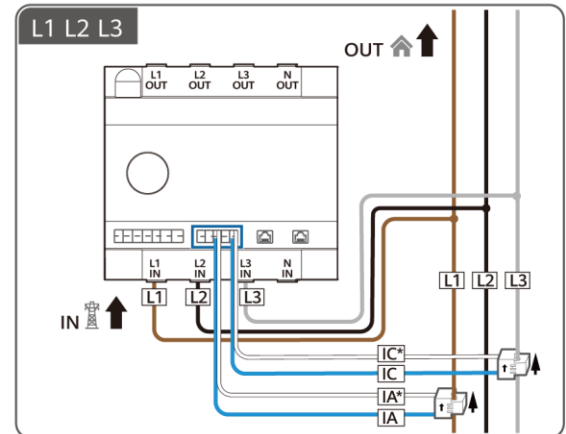 L1 L2 L3
OUT
L1 OUT
L2 OUT
L3 OUT
N OUT
L1 IN
L2 IN
L3 IN
N IN
L1 L2 L3
L1 L2 L3
IN
IC*
IC
IA*
IA